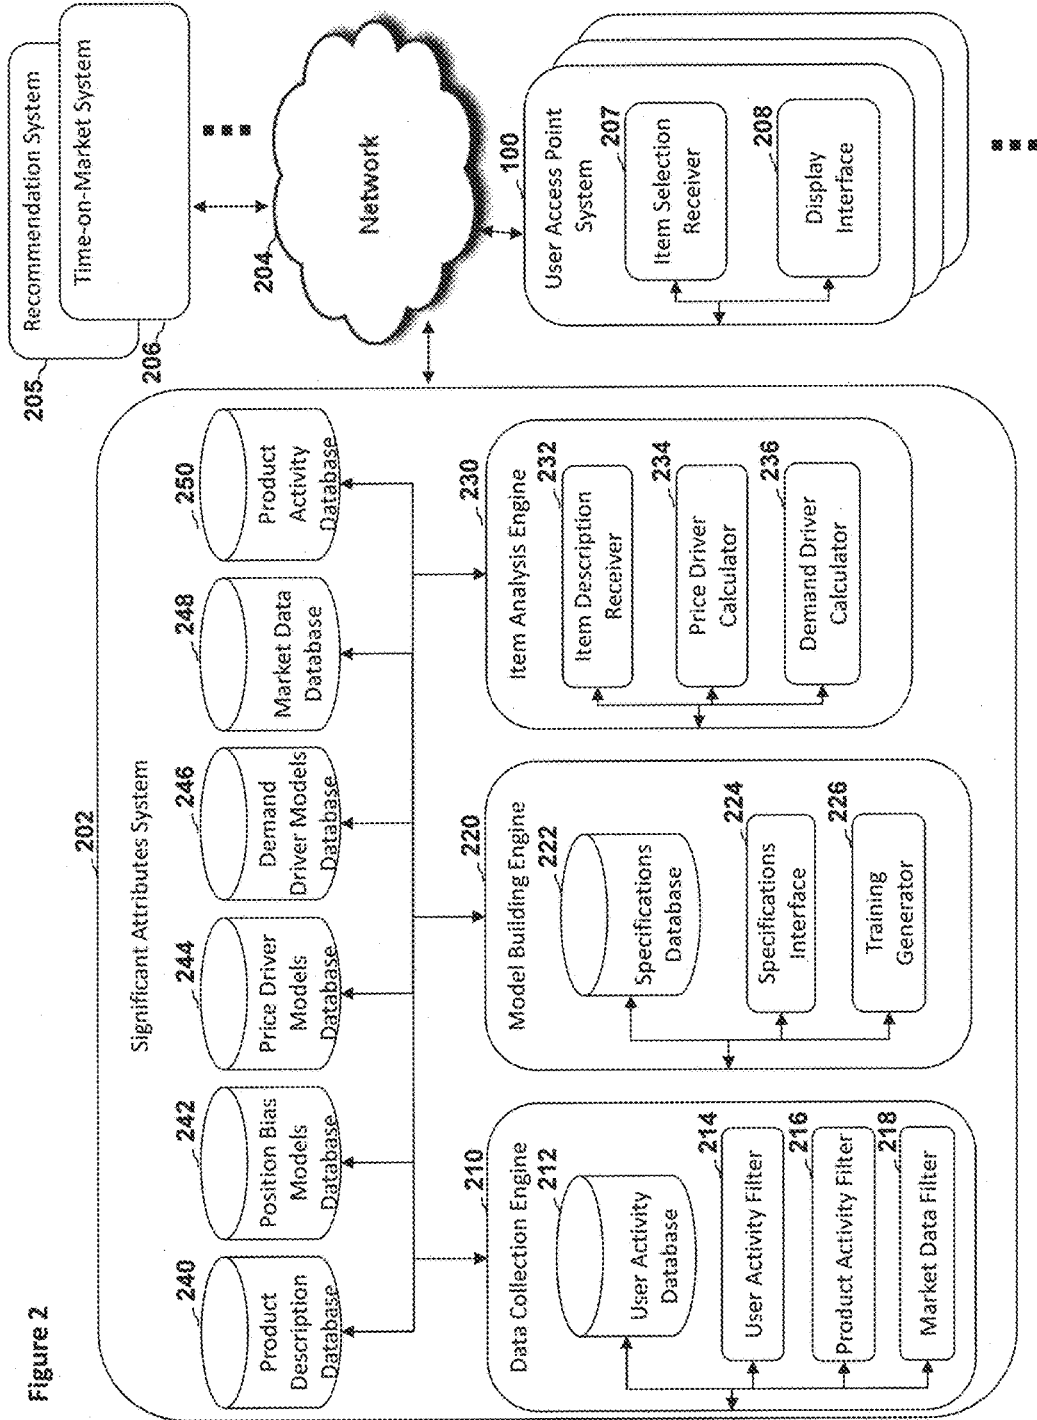 Figure 2
202
Significant Attributes System
240
Product
Description
Database
242
Position Bias
Models
Database
244
Price Driver
Models
Database
246
Demand
Driver Models
Database
248
Market Data
Database
250
Product
Activity
Database
210
Data Collection Engine
212
User Activity
Database
214
User Activity Filter
216
Product Activity Filter
218
Market Data Filter
220
Model Building Engine
222
Specifications
Database
224
Specifications
Interface
226
Training
Generator
230
Item Analysis Engine
232
Item Description
Receiver
234
Price Driver
Calculator
236
Demand Driver
Calculator
205
Recommendation System
206
Time-on-Market System
204
Network
100
User Access Point
System
207
Item Selection
Receiver
208
Display
Interface